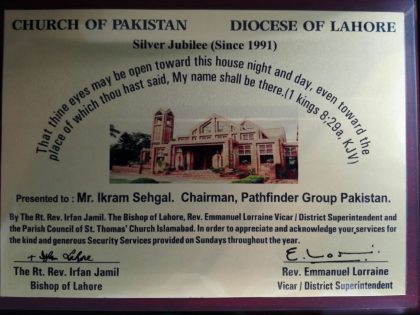 CHURCH OF PAKISTAN DIOCESE OF LAHORE
Silver Jubilee (Since 1991)
That thine eyes may be open toward this house night and day, even toward the
place of which thou hast said, My name shall be there.(1 kings 8:29a, KJV)
Presented to : Mr. Ikram Sehgal. Chairman, Pathfinder Group Pakistan.
By The Rt. Rev. Irfan Jamil. The Bishop of Lahore, Rev. Emmanuel Lorraine Vicar / District Superintendent and
the Parish Council of St. Thomas' Church Islamabad. In order to appreciate and acknowledge your services for
the kind and generous Security Services provided on Sundays throughout the year.
The Rt. Rev. Irfan Jamil Rev. Emmanuel Lorraine
Bishop of Lahore Vicar / District Superintendent